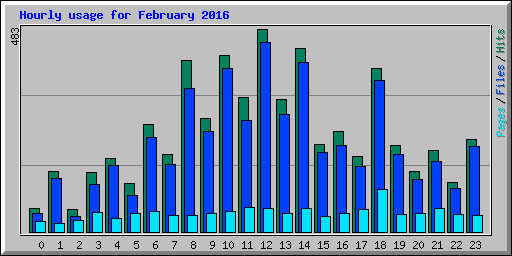 Hourly usage for February 2016
483
Pages / Files / Hits
0 1 2 3 4 5 6 7 8 9 10 11 12 13 14 15 16 17 18 19 20 21 22 23